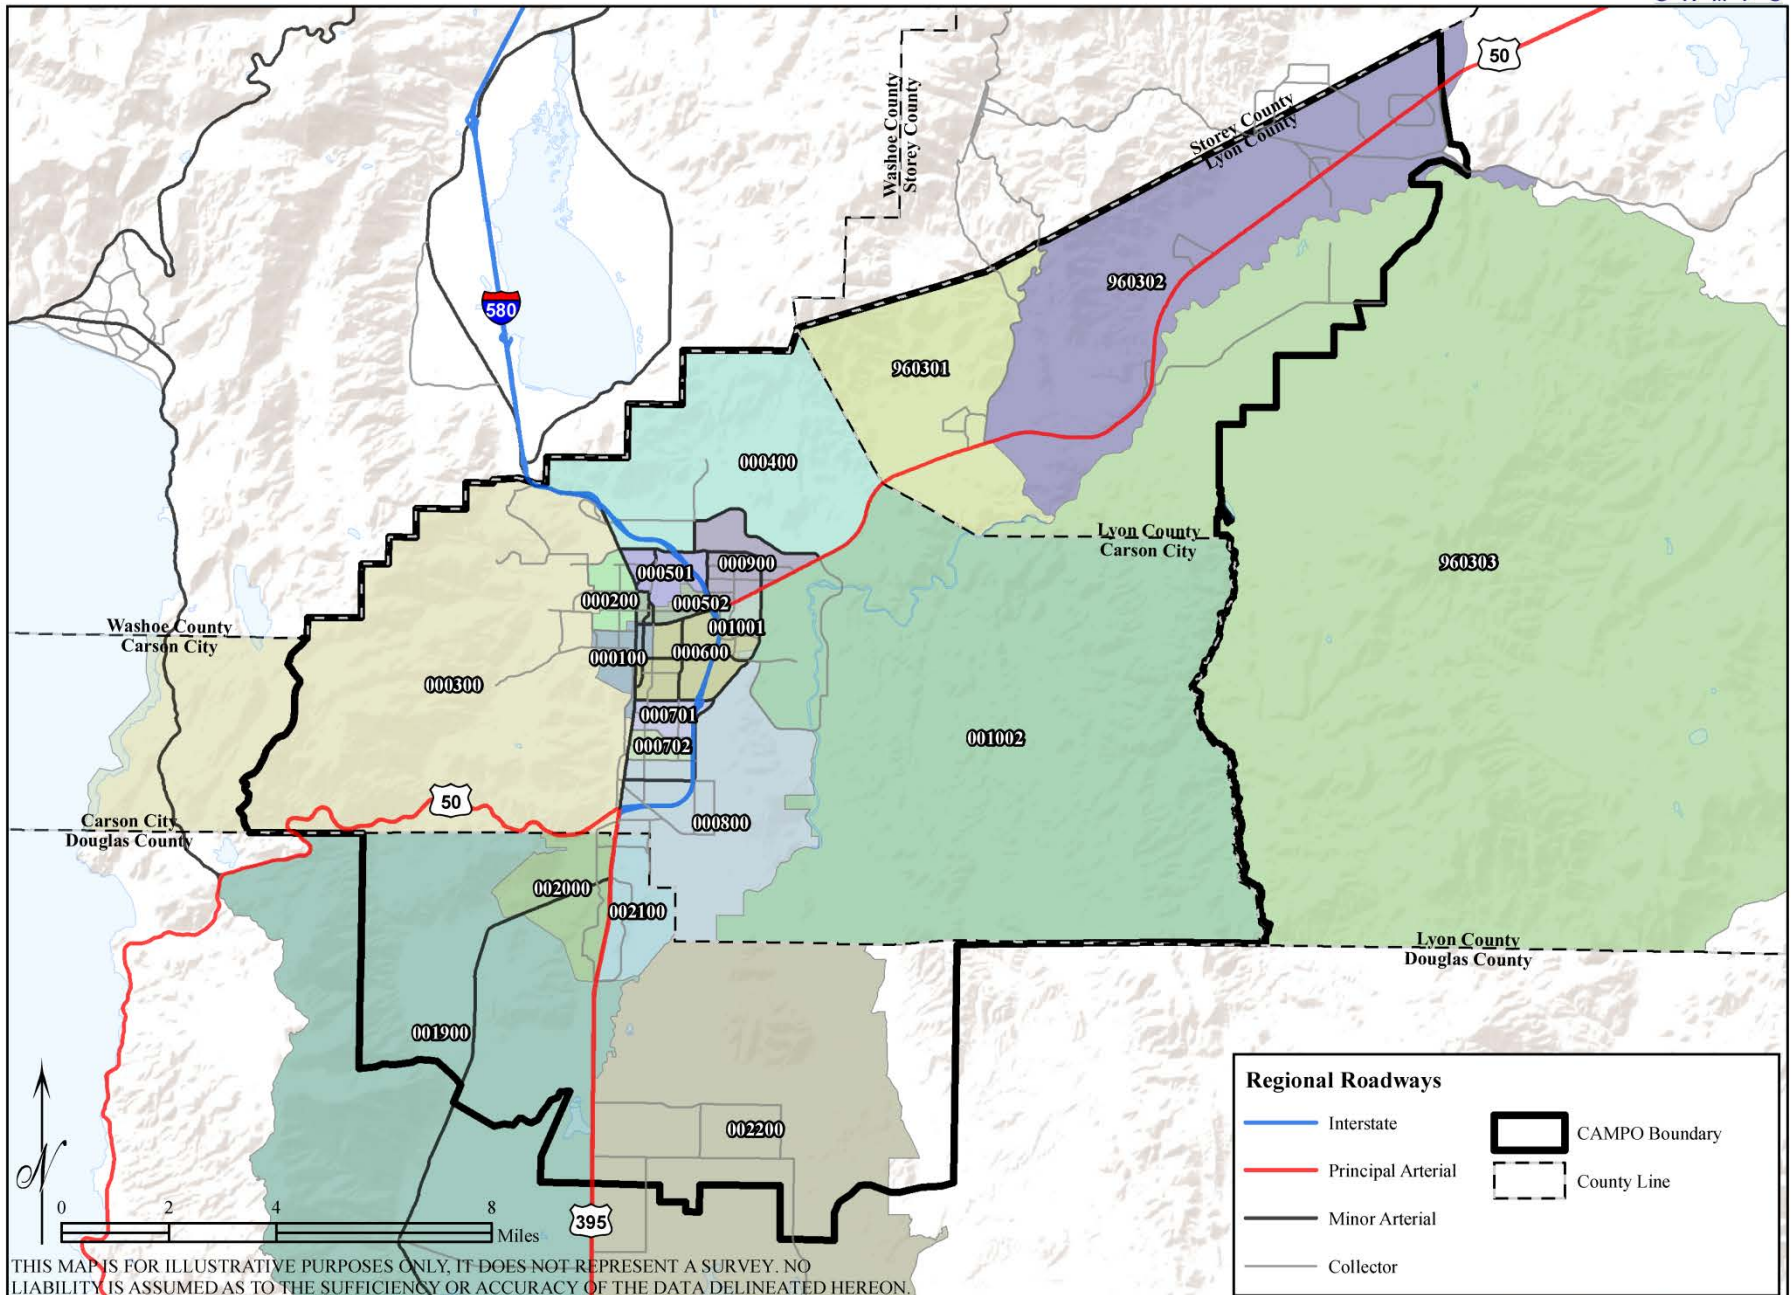 50
Washoe County
Storey County
Storey County
Lyon County
960302
580
960301
000400
Lyon County
Carson City
960303
000501
000900
000200
000502
001001
Washoe County
Carson City
000100
000600
000300
000701
000702
001002
50
000800
Carson City
Douglas County
002000
002100
Lyon County
Douglas County
001900
002200
395
N
0 2 4 8
Miles
Regional Roadways
Interstate
Principal Arterial
Minor Arterial
Collector
CAMPO Boundary
County Line
THIS MAP IS FOR ILLUSTRATIVE PURPOSES ONLY, IT DOES NOT REPRESENT A SURVEY. NO
LIABILITY IS ASSUMED AS TO THE SUFFICIENCY OR ACCURACY OF THE DATA DELINEATED HEREON.